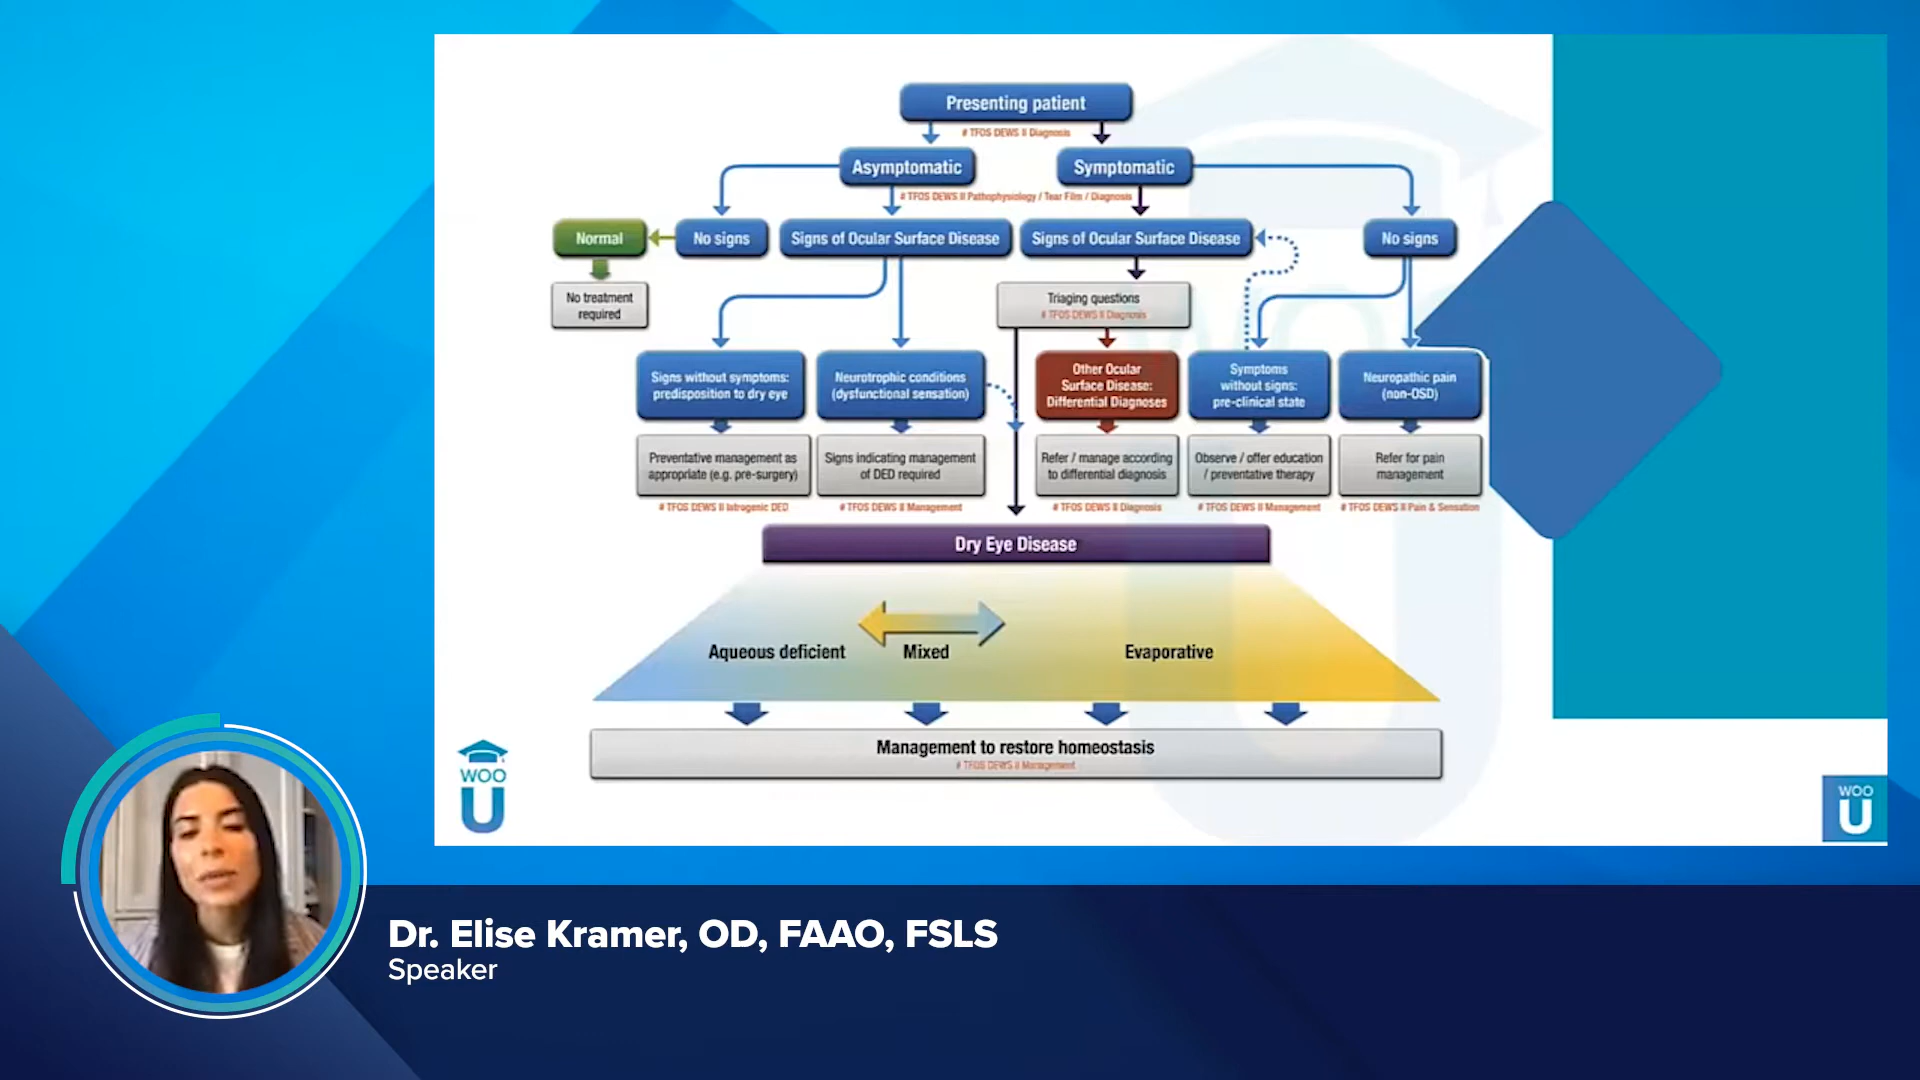 Presenting patient
# TFOS DEWS II Diagnosis
Asymptomatic
Symptomatic
# TFOS DEWS II Pathophysiology / Tear Film / Diagnosis
Normal
No signs
Signs of Ocular Surface Disease
Signs of Ocular Surface Disease
No signs
No treatment
required
Triaging questions
# TFOS DEWS II Diagnosis
Signs without symptoms:
predisposition to dry eye
Neurotrophic conditions
(dysfunctional sensation)
Other Ocular
Surface Disease:
Differential Diagnoses
Symptoms
without signs:
pre-clinical state
Neuropathic pain
(non-OSD)
Preventative management as
appropriate (e.g. pre-surgery)
Signs indicating management
of DED required
Refer / manage according
to differential diagnosis
Observe / offer education
/ preventative therapy
Refer for pain
management
# TFOS DEWS II Iatrogenic DED
# TFOS DEWS II Management
# TFOS DEWS II Diagnosis
# TFOS DEWS II Management
# TFOS DEWS II Pain & Sensation
Dry Eye Disease
Aqueous deficient
Mixed
Evaporative
Management to restore homeostasis
# TFOS DEWS II Management
WOO
U
WOO
U
Dr. Elise Kramer, OD, FAAO, FSLS
Speaker